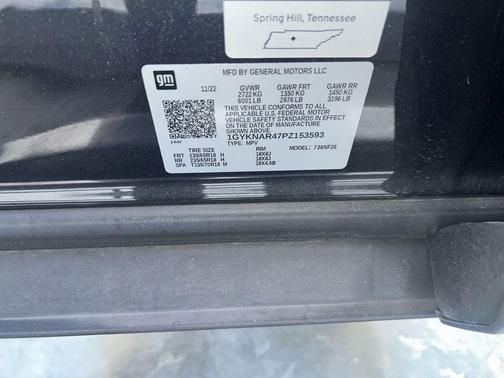 Spring Hill, Tennessee
gm
MFD BY GENERAL MOTORS LLC
11/22 GVWR GAWR FRT GAWR RR
2722 KG 1350 KG 1450 KG
6001 LB 2976 LB 3196 LB
THIS VEHICLE CONFORMS TO ALL
APPLICABLE U.S. FEDERAL MOTOR
VEHICLE SAFETY STANDARDS IN EFFECT
ON THE DATE OF MANUFACTURE
SHOWN ABOVE.
1GYKNAR47PZ153593
TYPE: MPV 736NF26
TIRE SIZE RIM
FRT 235/65R18 H 18X8J
RR 235/65R18 H 18X8J
SPA T135/70R18 M 18X4.5B